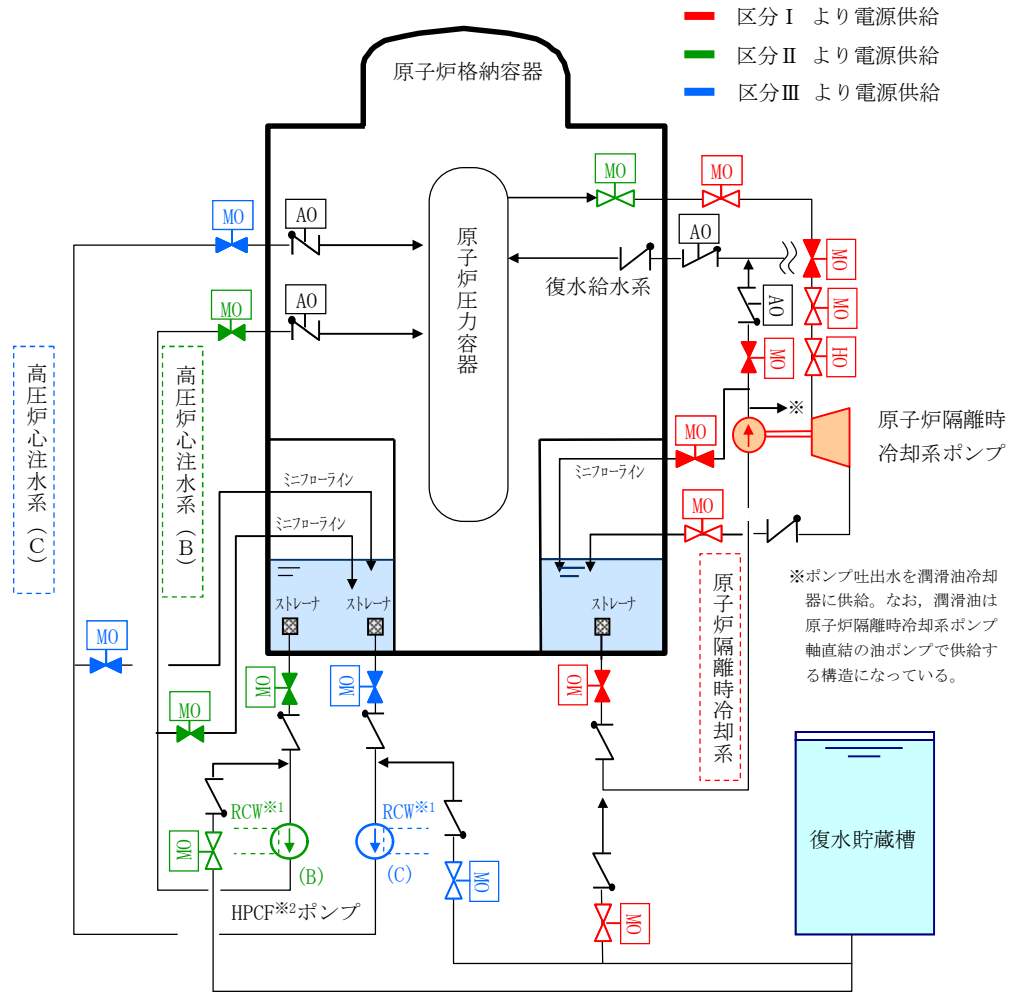 区分Ⅰ より電源供給
区分Ⅱ より電源供給
区分Ⅲ より電源供給
原子炉格納容器
MO
MO
MO
AO
AO
原子炉圧力容器
復水給水系
MO
MO
AO
MO
AO
MO
HO
MO
高圧炉心注水系（C）
高圧炉心注水系（B）
※
原子炉隔離時
冷却系ポンプ
MO
ミニフローライン
ミニフローライン
ミニフローライン
MO
ストレーナ
ストレーナ
ストレーナ
原子炉隔離時冷却系
※ポンプ吐出水を潤滑油冷却
器に供給。なお，潤滑油は
原子炉隔離時冷却系ポンプ
軸直結の油ポンプで供給す
る構造になっている。
MO
MO
MO
MO
MO
RCW※1
RCW※1
MO
(B)
(C)
MO
HPCF※2ポンプ
MO
復水貯蔵槽